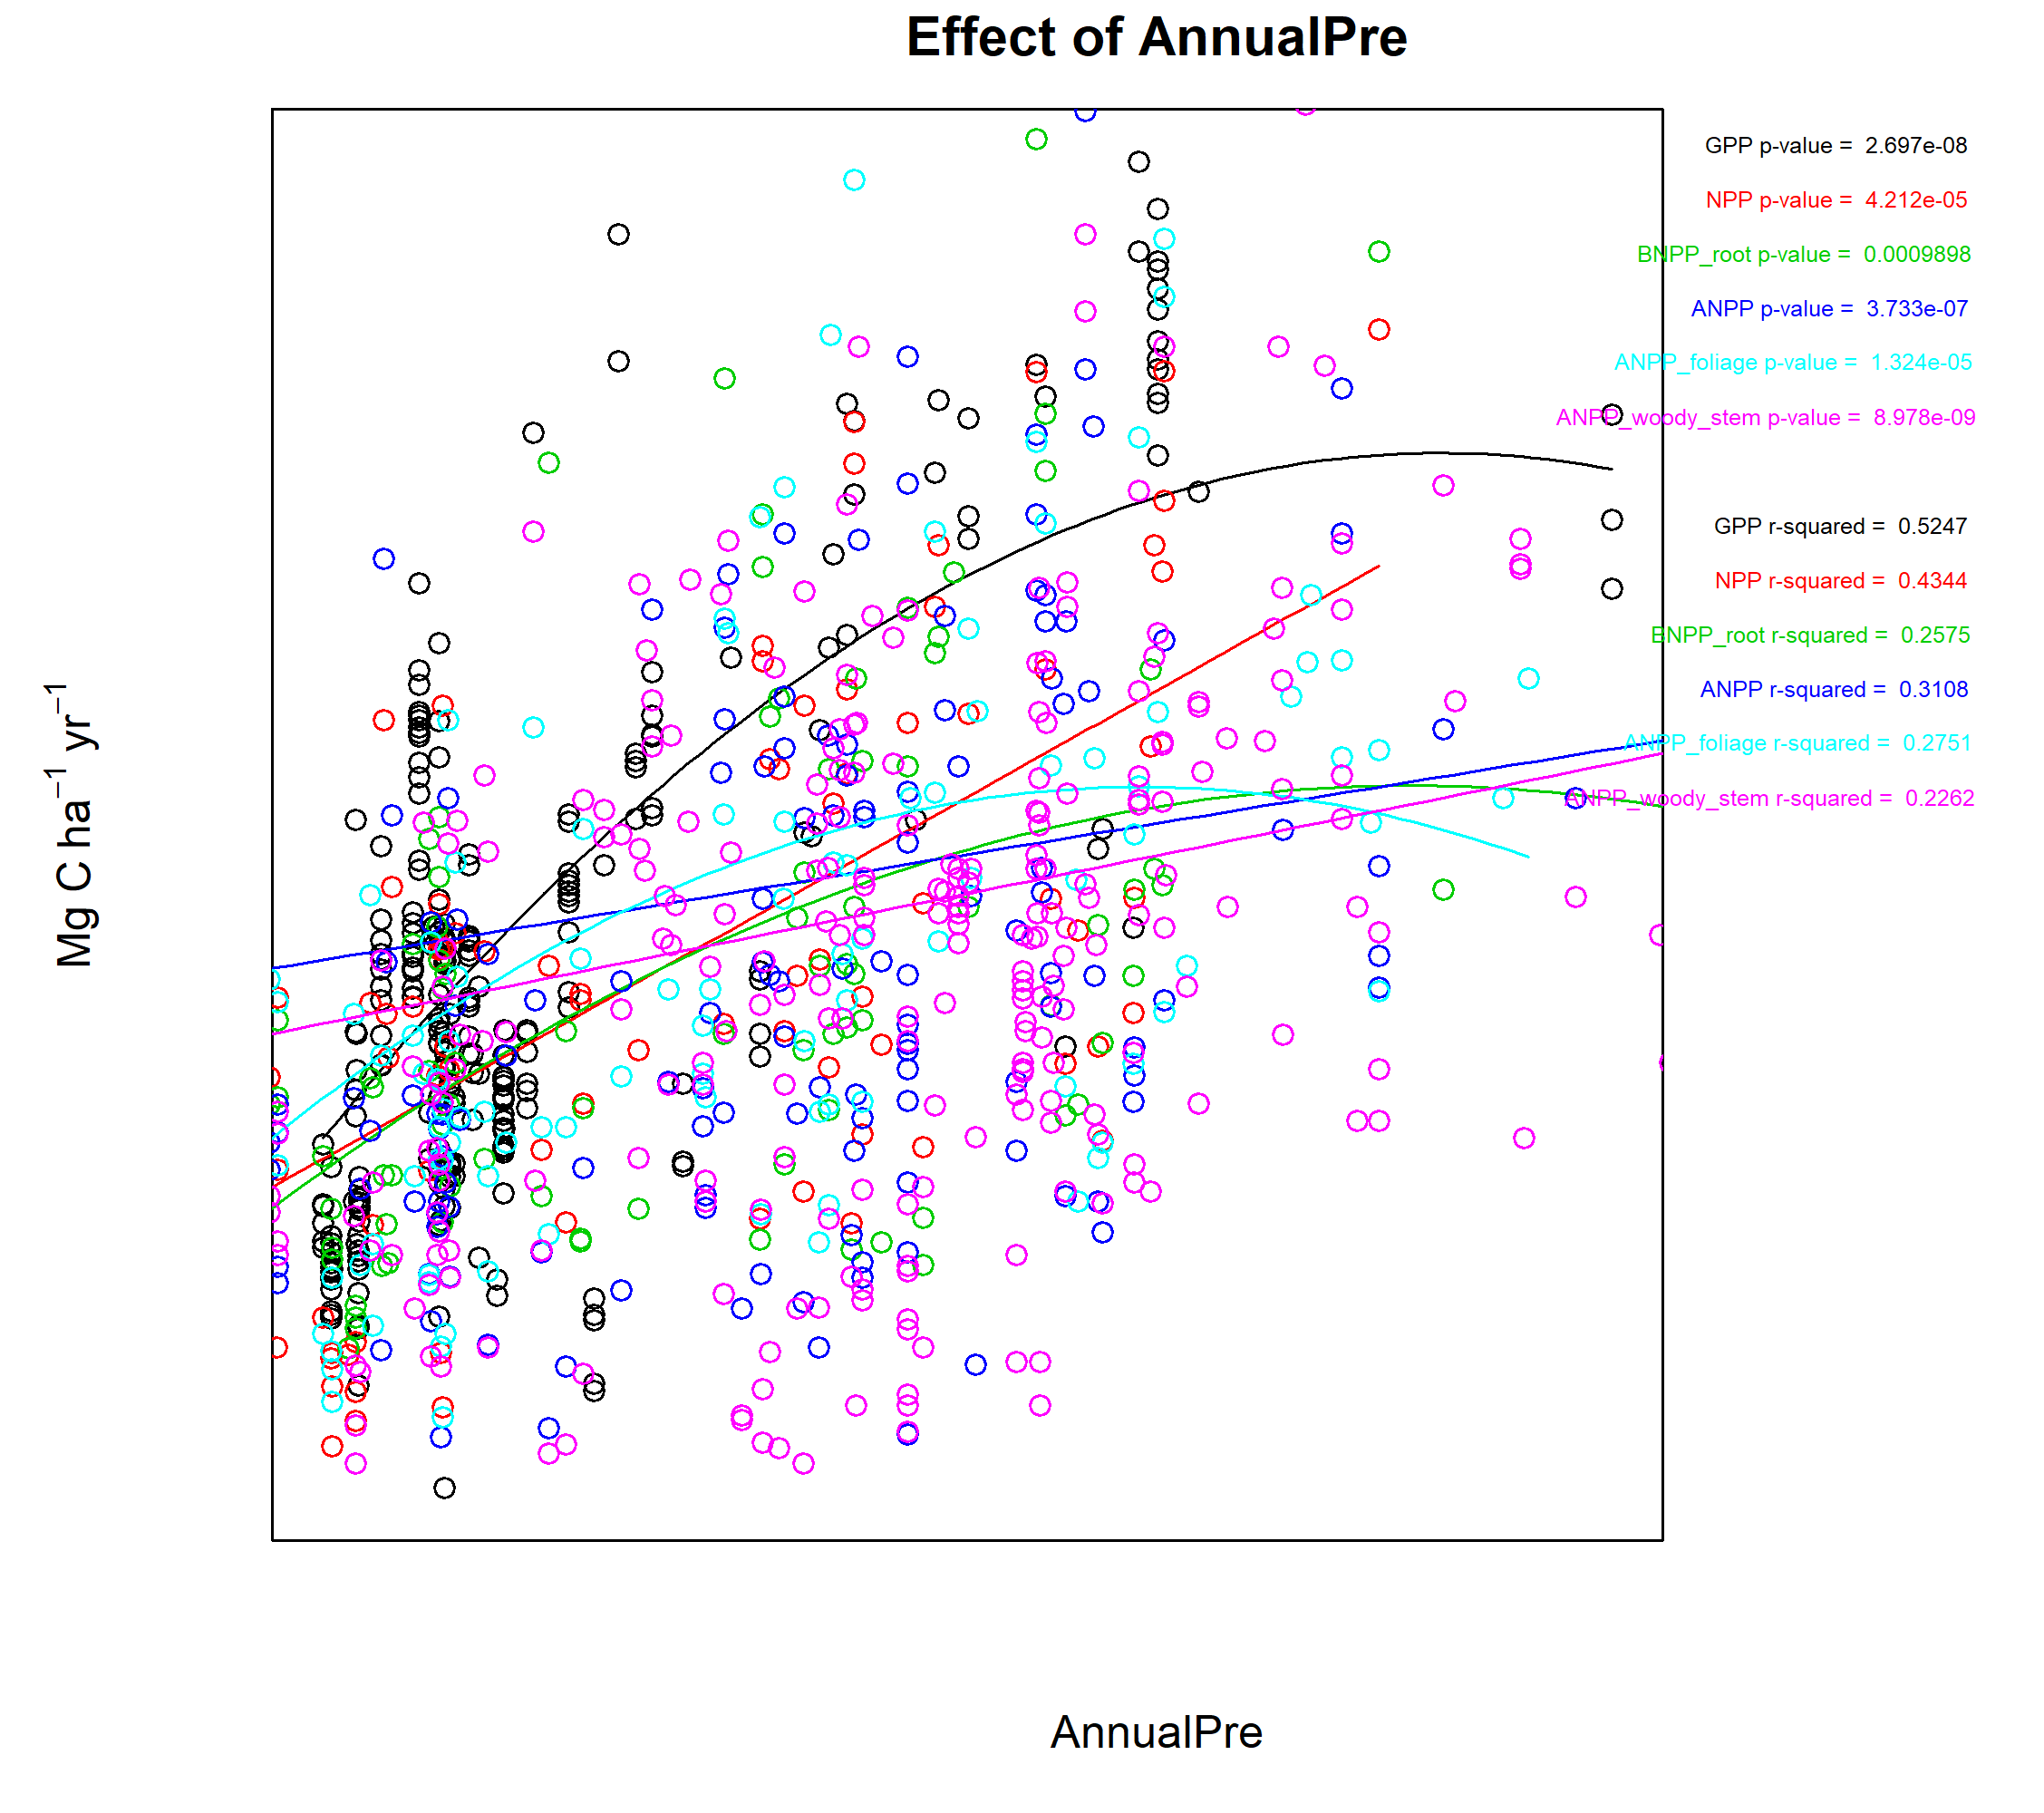 Effect of AnnualPre
GPP p-value = 2.697e-08
NPP p-value = 4.212e-05
BNPP_root p-value = 0.0009898
ANPP p-value = 3.733e-07
ANPP_foliage p-value = 1.324e-05
ANPP_woody_stem p-value = 8.978e-09
GPP r-squared = 0.5247
NPP r-squared = 0.4344
BNPP_root r-squared = 0.2575
ANPP r-squared = 0.3108
ANPP_foliage r-squared = 0.2751
ANPP_woody_stem r-squared = 0.2262
Mg C ha⁻¹ yr⁻¹
AnnualPre